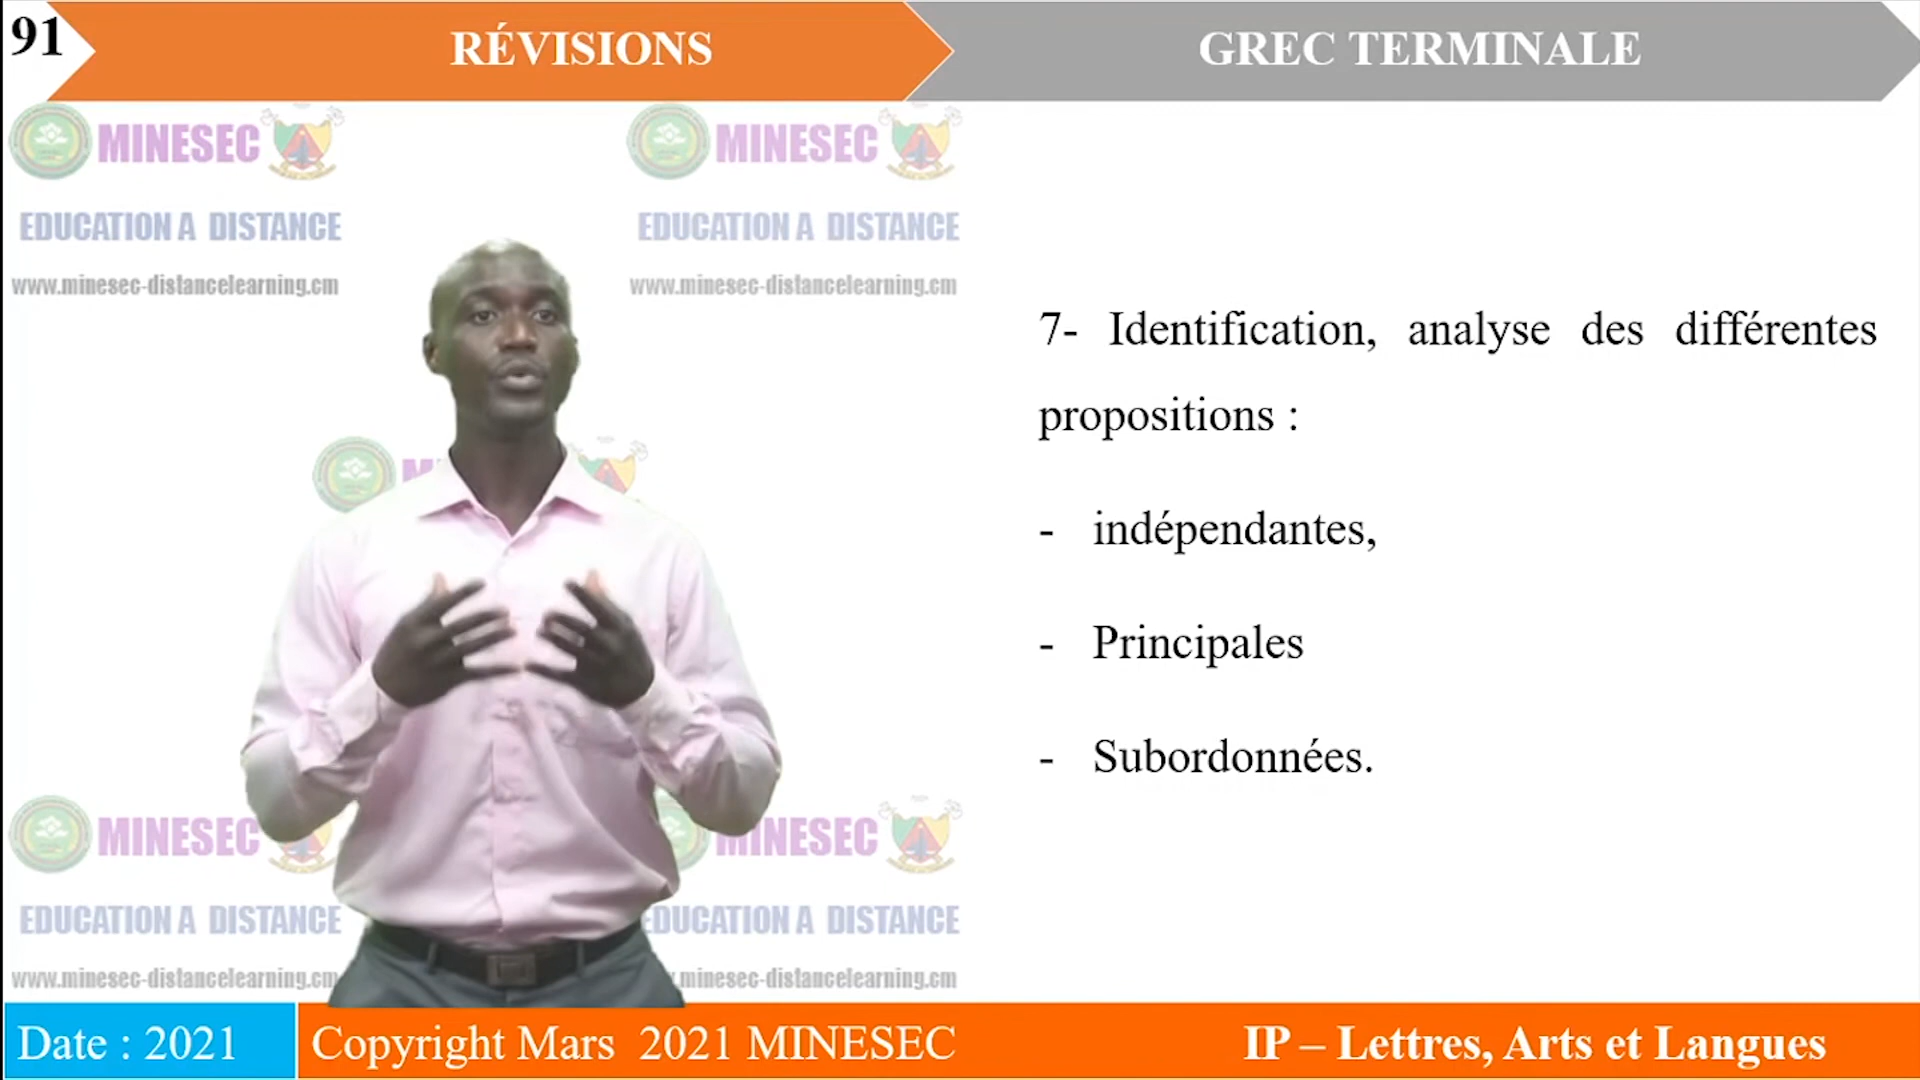 91
RÉVISIONS
GREC TERMINALE
MINESEC
MINESEC
EDUCATION A DISTANCE
EDUCATION A DISTANCE
www.minesec-distancelearning.cm
www.minesec-distancelearning.cm
7- Identification, analyse des différentes
propositions :
- indépendantes,
- Principales
- Subordonnées.
M
MINESEC
MINESEC
EDUCATION A DISTANCE
EDUCATION A DISTANCE
www.minesec-distancelearning.cm
minesec-distancelearning.cm
Date : 2021
Copyright Mars 2021 MINESEC
IP – Lettres, Arts et Langues